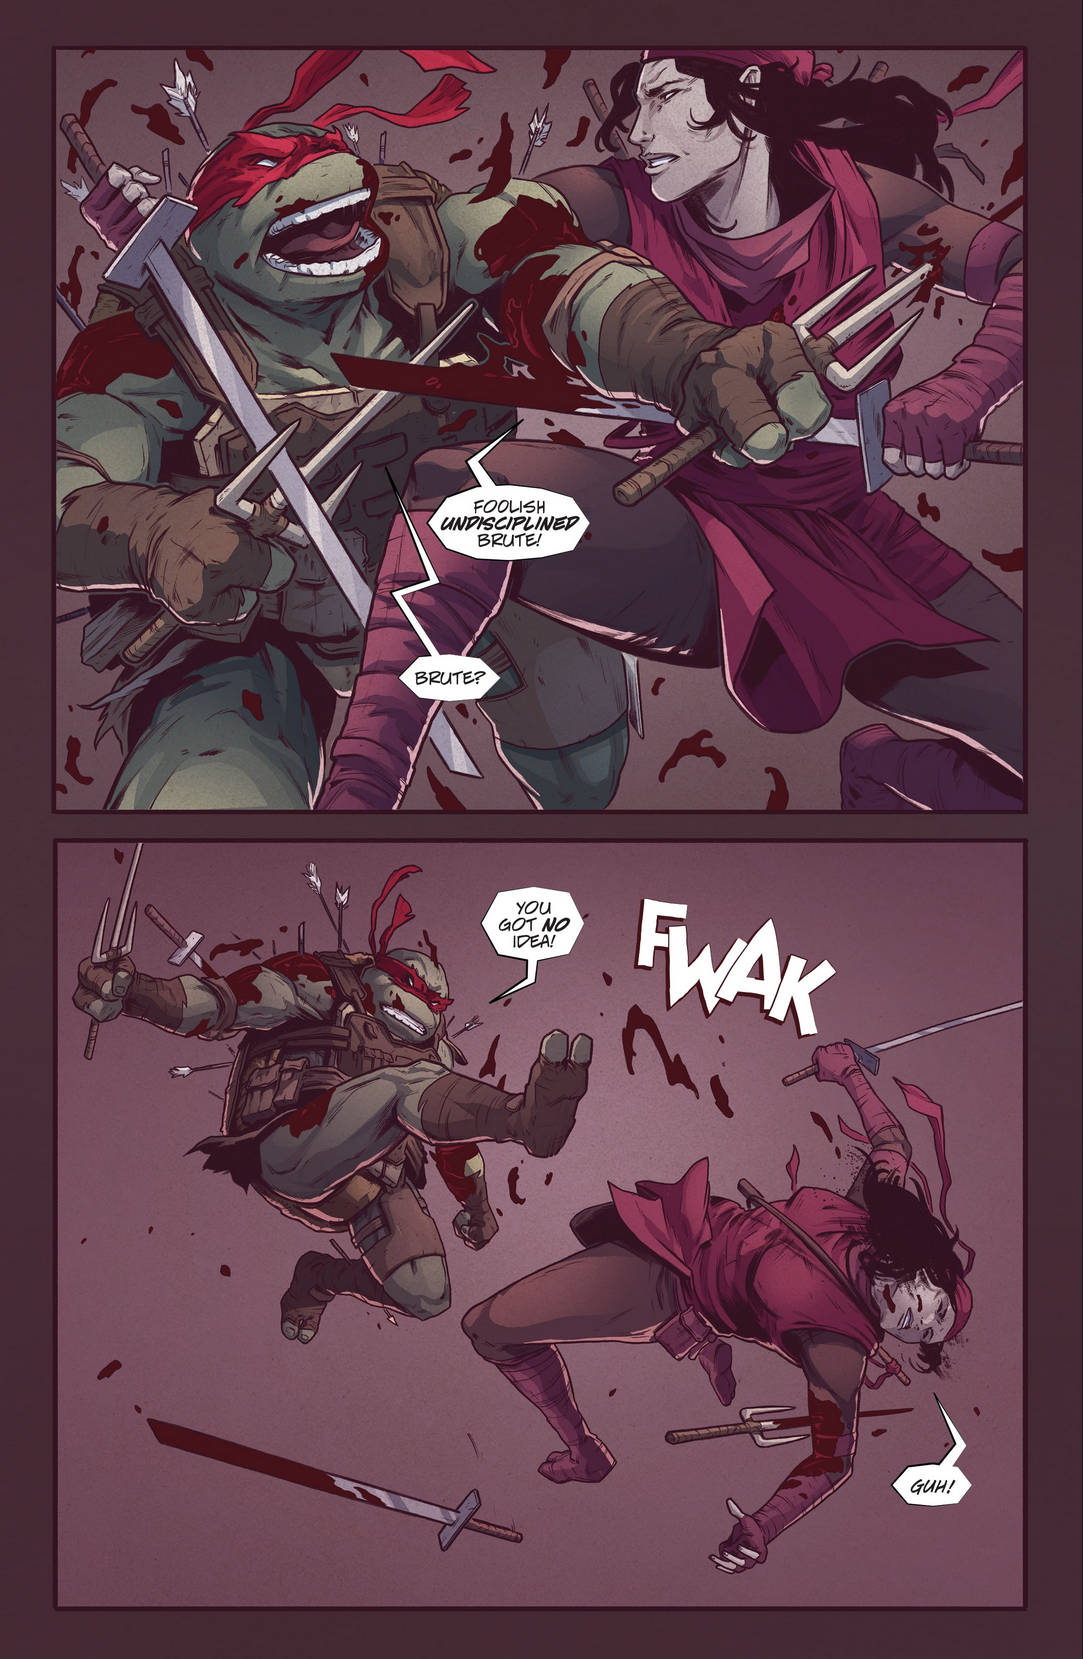 FOOLISH
UNDISCIPLINED
BRUTE!
BRUTE?
YOU
GOT NO
IDEA!
FWAK
GUH!